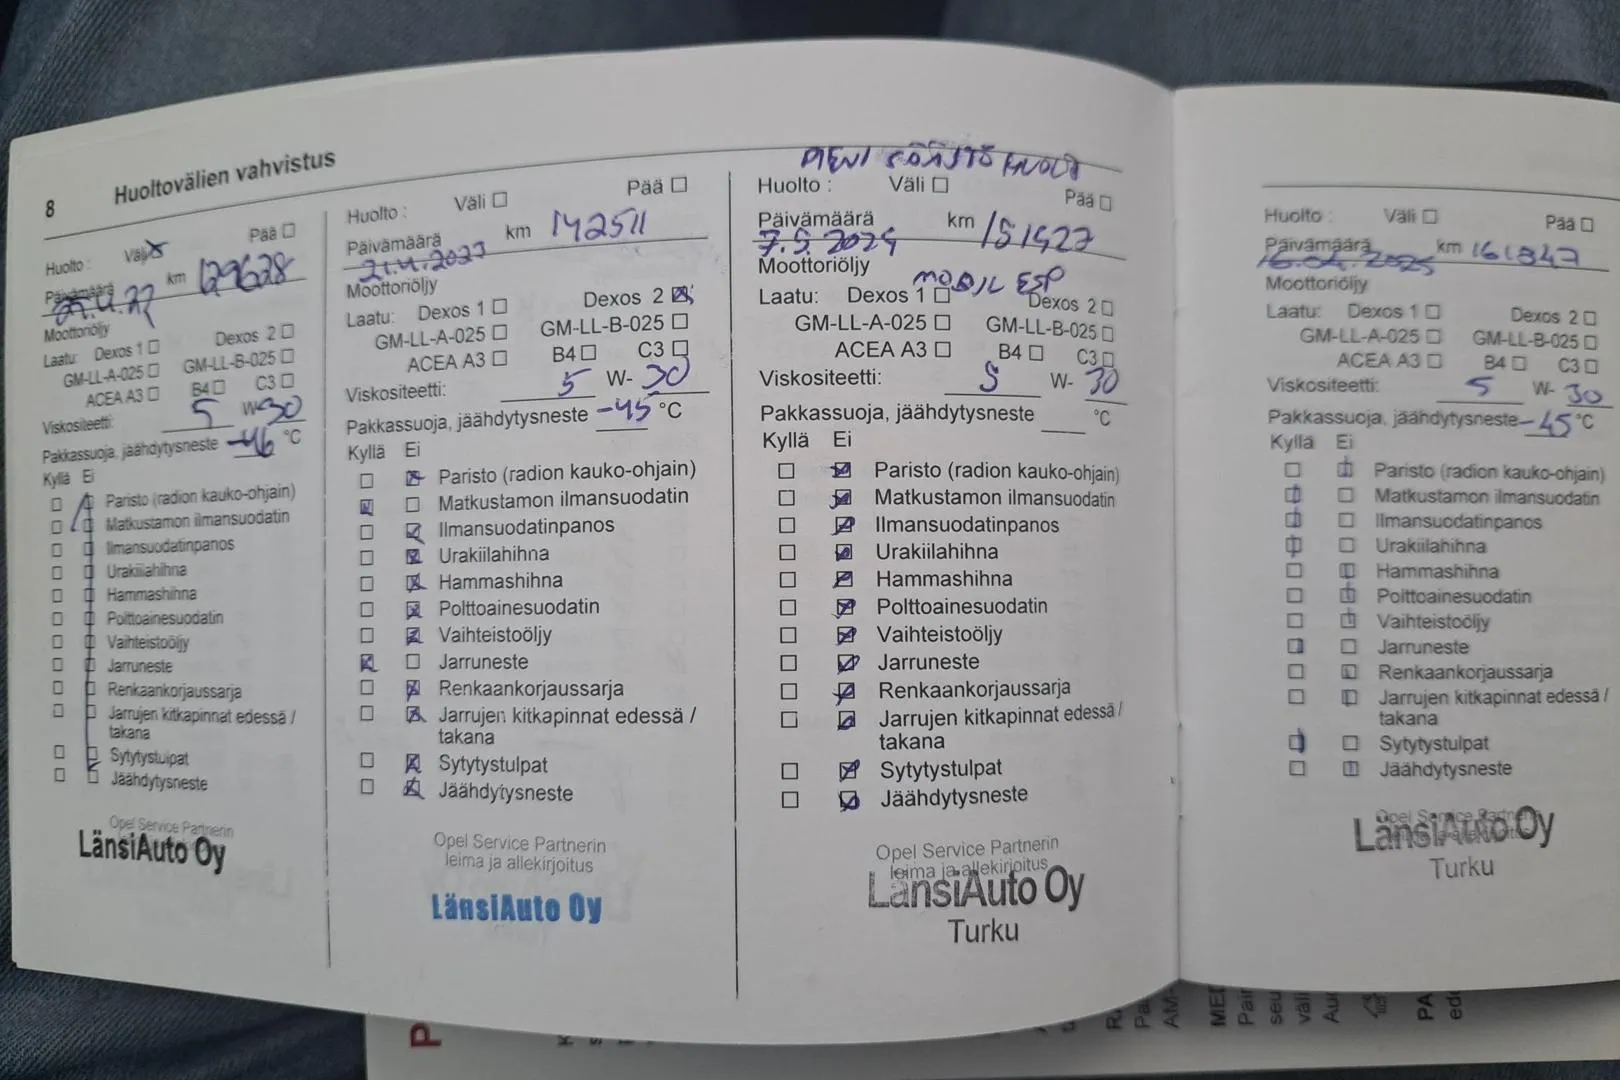 8 Huoltovälien vahvistus
Huolto : Väli Pää
Päivämäärä km 129628
Moottoriöljy
Laatu: Dexos 1 Dexos 2
GM-LL-A-025 GM-LL-B-025
ACEA A3 B4 C3
Viskositeetti: 5 W-30
Pakkassuoja, jäähdytysneste -46 °C
Kyllä Ei
Paristo (radion kauko-ohjain)
Matkustamon ilmansuodatin
Ilmansuodatinpanos
Urakiilahihna
Hammashihna
Polttoainesuodatin
Vaihteistoöljy
Jarruneste
Renkaankorjaussarja
Jarrujen kitkapinnat edessä /
takana
Sytytystulpat
Jäähdytysneste
Opel Service Partnerin
LänsiAuto Oy
Huolto : Väli Pää
Päivämäärä km 142511
21.4.2023
Moottoriöljy
Laatu: Dexos 1 Dexos 2
GM-LL-A-025 GM-LL-B-025
ACEA A3 B4 C3
Viskositeetti: 5 W- 30
Pakkassuoja, jäähdytysneste -45 °C
Kyllä Ei
Paristo (radion kauko-ohjain)
Matkustamon ilmansuodatin
Ilmansuodatinpanos
Urakiilahihna
Hammashihna
Polttoainesuodatin
Vaihteistoöljy
Jarruneste
Renkaankorjaussarja
Jarrujen kitkapinnat edessä /
takana
Sytytystulpat
Jäähdytysneste
Opel Service Partnerin
leima ja allekirjoitus
LänsiAuto Oy
PIENI SÄÄSTÖ HUOLTO
Huolto : Väli Pää
Päivämäärä km 151427
7.5.2024
Moottoriöljy
MOBIL ESP
Laatu: Dexos 1 Dexos 2
GM-LL-A-025 GM-LL-B-025
ACEA A3 B4 C3
Viskositeetti: 5 W- 30
Pakkassuoja, jäähdytysneste °C
Kyllä Ei
Paristo (radion kauko-ohjain)
Matkustamon ilmansuodatin
Ilmansuodatinpanos
Urakiilahihna
Hammashihna
Polttoainesuodatin
Vaihteistoöljy
Jarruneste
Renkaankorjaussarja
Jarrujen kitkapinnat edessä /
takana
Sytytystulpat
Jäähdytysneste
Opel Service Partnerin
leima ja allekirjoitus
LänsiAuto Oy
Turku
Huolto : Väli Pää
Päivämäärä km 161847
16.04.2025
Moottoriöljy
Laatu: Dexos 1 Dexos 2
GM-LL-A-025 GM-LL-B-025
ACEA A3 B4 C3
Viskositeetti: 5 W- 30
Pakkassuoja, jäähdytysneste -45 °C
Kyllä Ei
Paristo (radion kauko-ohjain)
Matkustamon ilmansuodatin
Ilmansuodatinpanos
Urakiilahihna
Hammashihna
Polttoainesuodatin
Vaihteistoöljy
Jarruneste
Renkaankorjaussarja
Jarrujen kitkapinnat edessä /
takana
Sytytystulpat
Jäähdytysneste
Opel Service Partnerin
LänsiAuto Oy
Turku